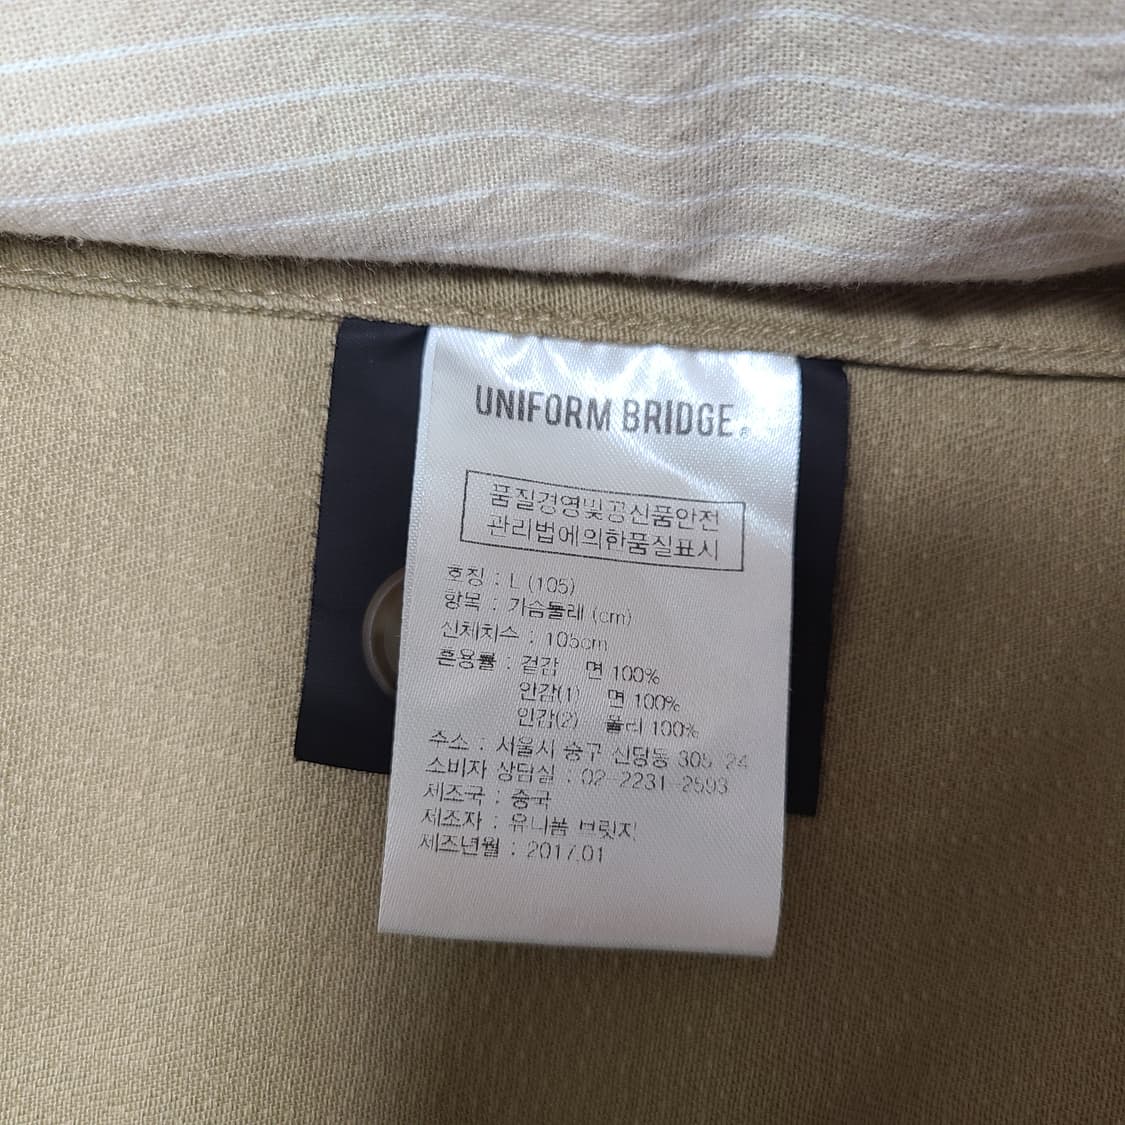 UNIFORM BRIDGE®
품질경영및공신품안전
관리법에의한품질표시
호칭 : L (105)
항목 : 가슴둘레 (cm)
신체치수 : 105cm
혼용률 : 겉감 면 100%
안감(1) 면 100%
안감(2) 폴리 100%
주소 : 서울시 중구 신당동 305-24
소비자 상담실 : 02-2231-2593
제조국 : 중국
제조자 : 유니폼 브릿지
제조년월 : 2017.01